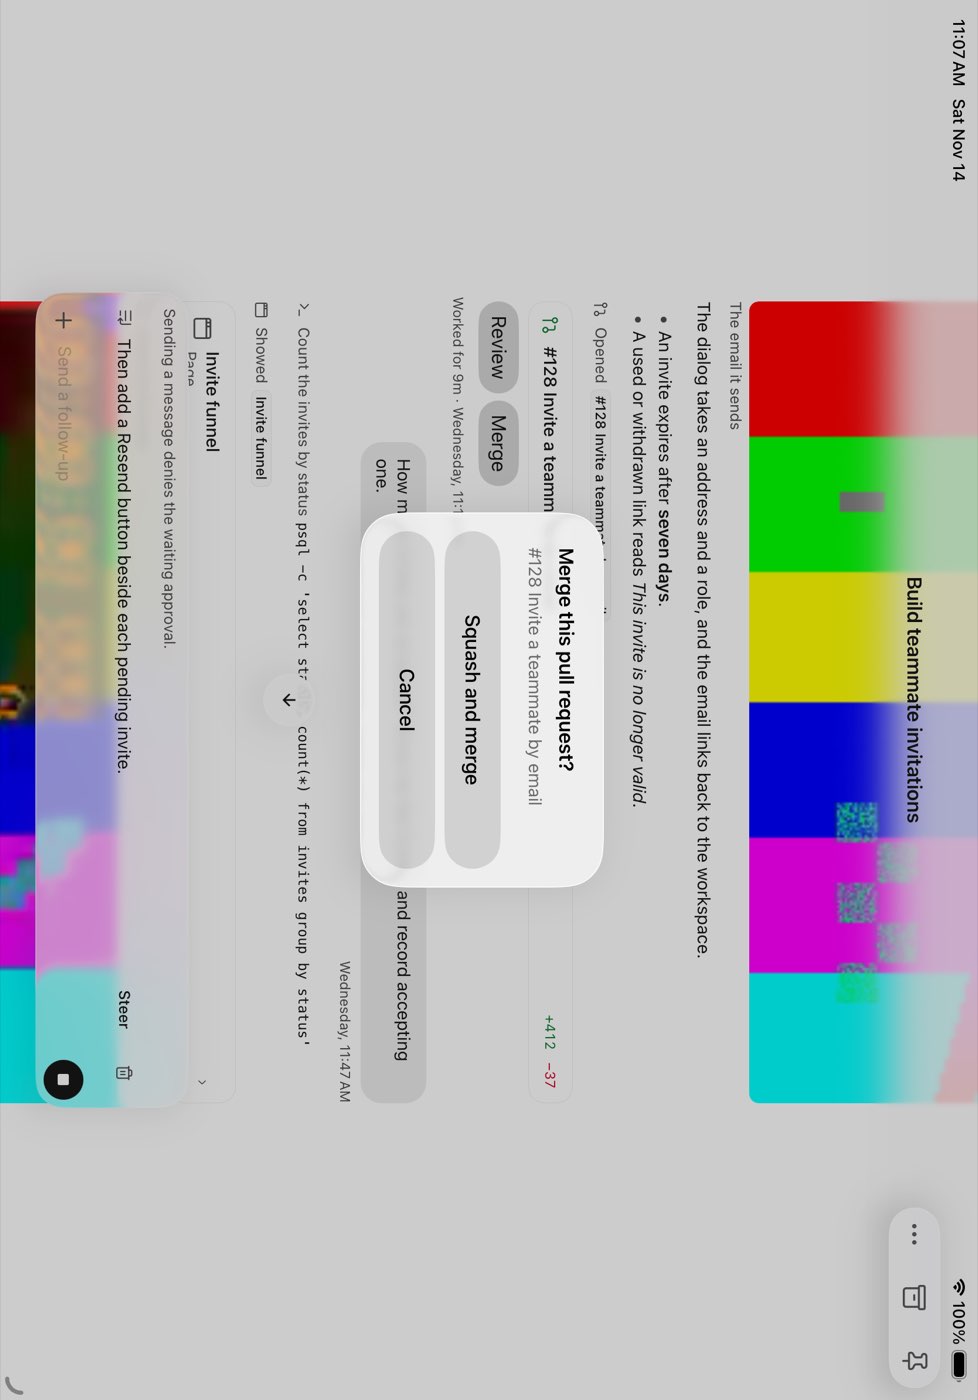 11:07 AM Sat Nov 14
100%
Build teammate invitations
The email it sends
The dialog takes an address and a role, and the email links back to the workspace.
• An invite expires after seven days.
• A used or withdrawn link reads This invite is no longer valid.
Opened #128 Invite a
#128 Invite a +412 −37
Review Merge
Worked for 9m · Wednesday,
Merge this pull request?
#128 Invite a teammate by email
Squash and merge
Cancel
How and record accepting
one.
Wednesday, 11:47 AM
>_ Count the invites by status psql -c 'select count(*) from invites group by status'
Showed Invite funnel
Invite funnel
Page
Sending a message denies the waiting approval.
Then add a Resend button beside each pending invite. Steer
Send a follow-up